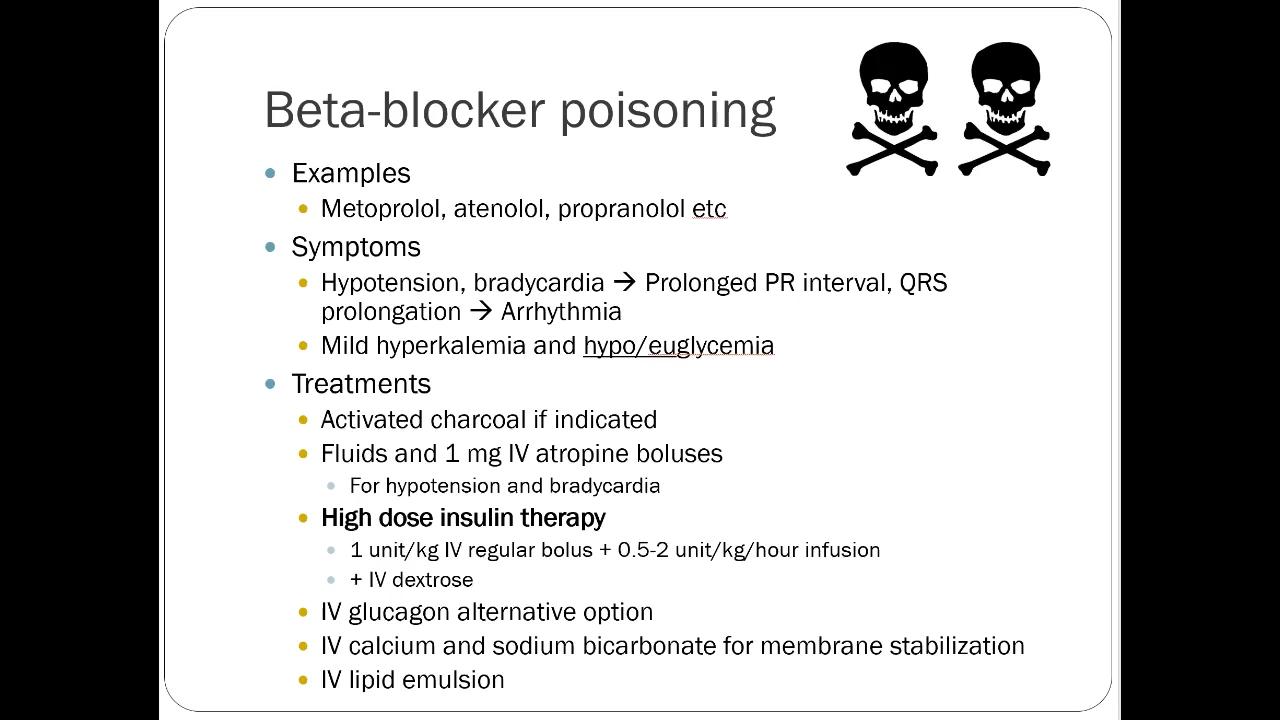 Beta-blocker poisoning
• Examples
• Metoprolol, atenolol, propranolol etc
• Symptoms
• Hypotension, bradycardia → Prolonged PR interval, QRS
prolongation → Arrhythmia
• Mild hyperkalemia and hypo/euglycemia
• Treatments
• Activated charcoal if indicated
• Fluids and 1 mg IV atropine boluses
• For hypotension and bradycardia
• High dose insulin therapy
• 1 unit/kg IV regular bolus + 0.5-2 unit/kg/hour infusion
• + IV dextrose
• IV glucagon alternative option
• IV calcium and sodium bicarbonate for membrane stabilization
• IV lipid emulsion